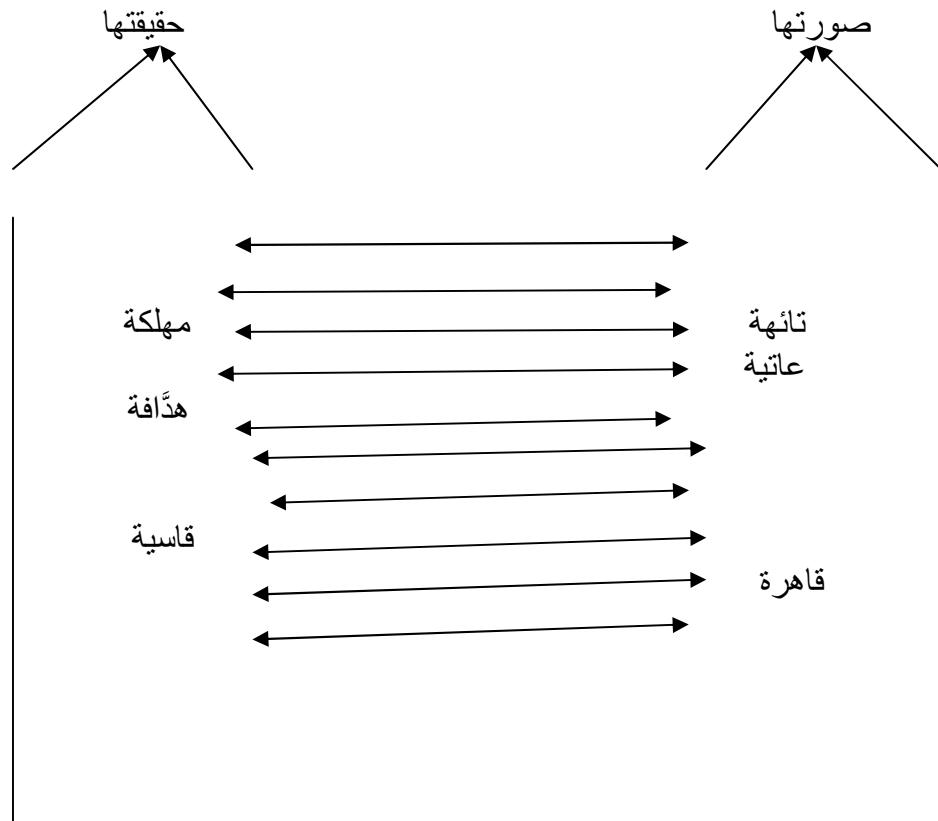 صورتها
حقيقتها
تائهة
مهلكة
عاتية
هدَّافة
قاسية
قاهرة